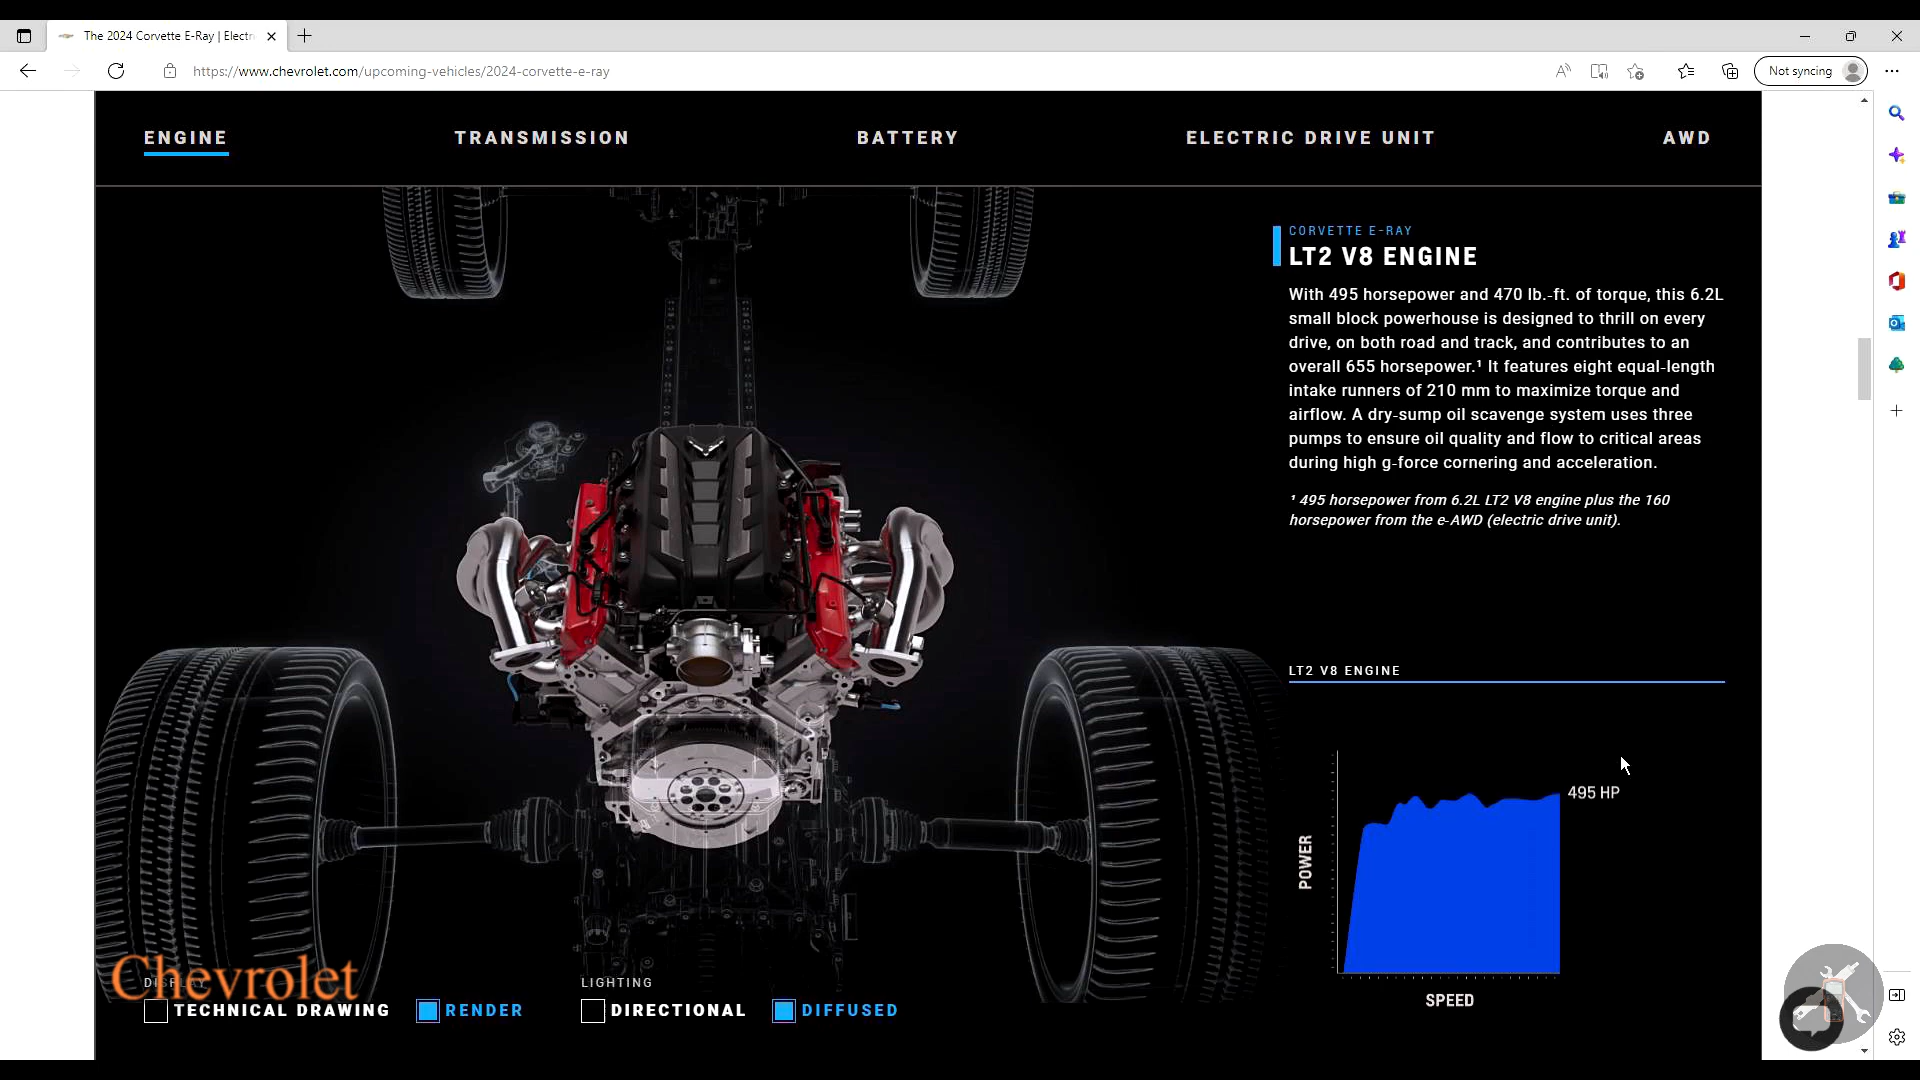 The 2024 Corvette E-Ray | Electr
https://www.chevrolet.com/upcoming-vehicles/2024-corvette-e-ray
Not syncing
ENGINE
TRANSMISSION
BATTERY
ELECTRIC DRIVE UNIT
AWD
CORVETTE E-RAY
LT2 V8 ENGINE
With 495 horsepower and 470 lb.-ft. of torque, this 6.2L
small block powerhouse is designed to thrill on every
drive, on both road and track, and contributes to an
overall 655 horsepower.¹ It features eight equal-length
intake runners of 210 mm to maximize torque and
airflow. A dry-sump oil scavenge system uses three
pumps to ensure oil quality and flow to critical areas
during high g-force cornering and acceleration.
¹ 495 horsepower from 6.2L LT2 V8 engine plus the 160
horsepower from the e-AWD (electric drive unit).
LT2 V8 ENGINE
495 HP
POWER
SPEED
Chevrolet
DISPLAY
TECHNICAL DRAWING
RENDER
LIGHTING
DIRECTIONAL
DIFFUSED